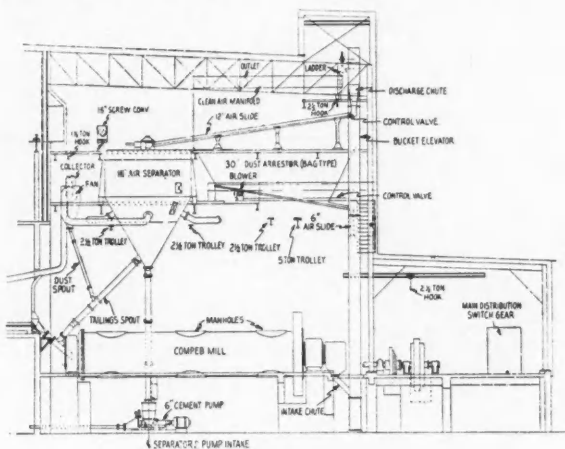 OUTLET
LADDER
CLEAN AIR MANIFOLD
2½ TON
HOOK
DISCHARGE CHUTE
16" SCREW CONV.
12" AIR SLIDE
CONTROL VALVE.
TON
HOOK
BUCKET ELEVATOR
COLLECTOR
FAN
16' AIR SEPARATOR
30' DUST ARRESTOR (BAG TYPE)
BLOWER
CONTROL VALVE
6"
AIR SLIDE
2½ TON TROLLEY
2½ TON TROLLEY
2½ TON TROLLEY
5 TON TROLLEY
DUST
SPOUT
2½ TON
HOOK
MAIN DISTRIBUTION
SWITCH GEAR
TAILINGS SPOUT
MANHOLES
COMPEB MILL
INTAKE CHUTE
6" CEMENT PUMP
SEPARATOR & PUMP INTAKE